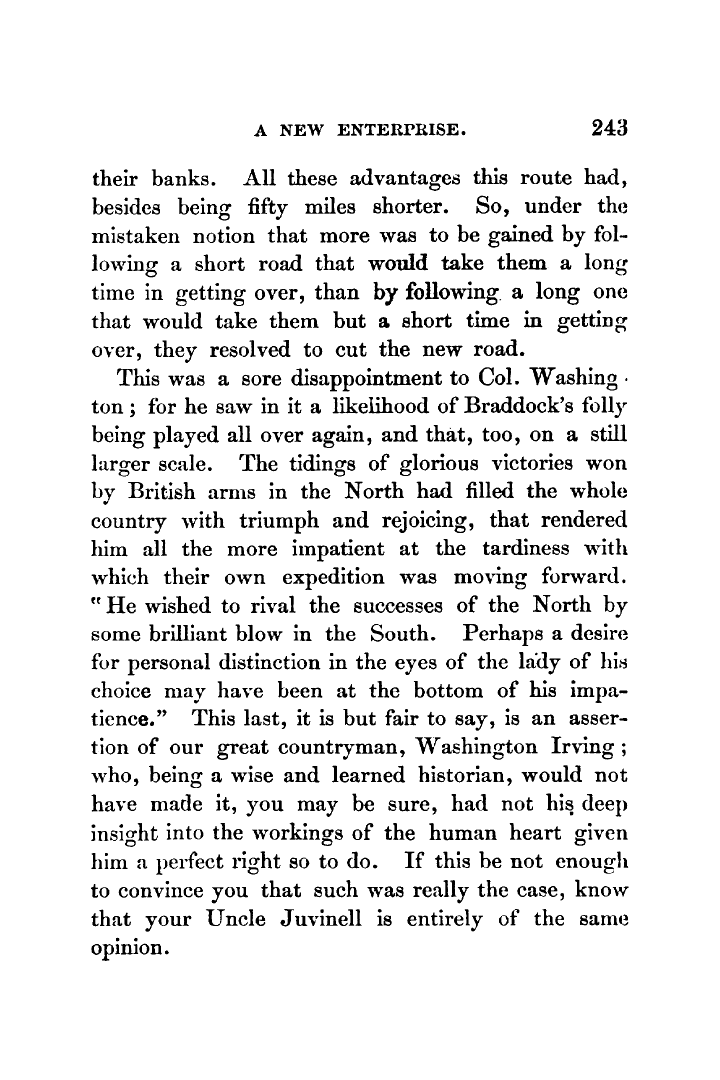 A NEW ENTERPRISE. 243
their banks. All these advantages this route had,
besides being fifty miles shorter. So, under the
mistaken notion that more was to be gained by fol-
lowing a short road that would take them a long
time in getting over, than by following a long one
that would take them but a short time in getting
over, they resolved to cut the new road.
This was a sore disappointment to Col. Washing-
ton ; for he saw in it a likelihood of Braddock's folly
being played all over again, and that, too, on a still
larger scale. The tidings of glorious victories won
by British arms in the North had filled the whole
country with triumph and rejoicing, that rendered
him all the more impatient at the tardiness with
which their own expedition was moving forward.
"He wished to rival the successes of the North by
some brilliant blow in the South. Perhaps a desire
for personal distinction in the eyes of the lady of his
choice may have been at the bottom of his impa-
tience." This last, it is but fair to say, is an asser-
tion of our great countryman, Washington Irving ;
who, being a wise and learned historian, would not
have made it, you may be sure, had not his deep
insight into the workings of the human heart given
him a perfect right so to do. If this be not enough
to convince you that such was really the case, know
that your Uncle Juvinell is entirely of the same
opinion.